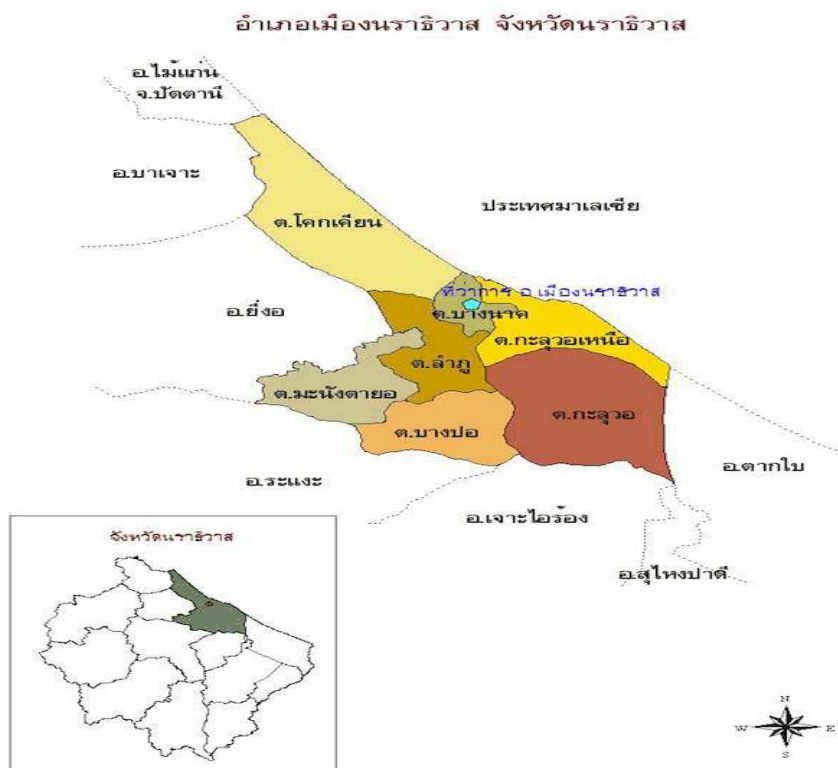 อำเภอเมืองนราธิวาส จังหวัดนราธิวาส
อ.ไม้แก่น
จ.ปัตตานี
อ.บาเจาะ
ประเทศมาเลเซีย
ต.โคกเคียน
ที่ว่าการ อ.เมืองนราธิวาส
อ.ยี่งอ
ต.บางนาค
ต.กะลุวอเหนือ
ต.ลำภู
ต.มะนังตายอ
ต.กะลุวอ
ต.บางปอ
อ.ตากใบ
อ.ระแงะ
อ.เจาะไอร้อง
อ.สุไหงปาดี
จังหวัดนราธิวาส
N
W E
S